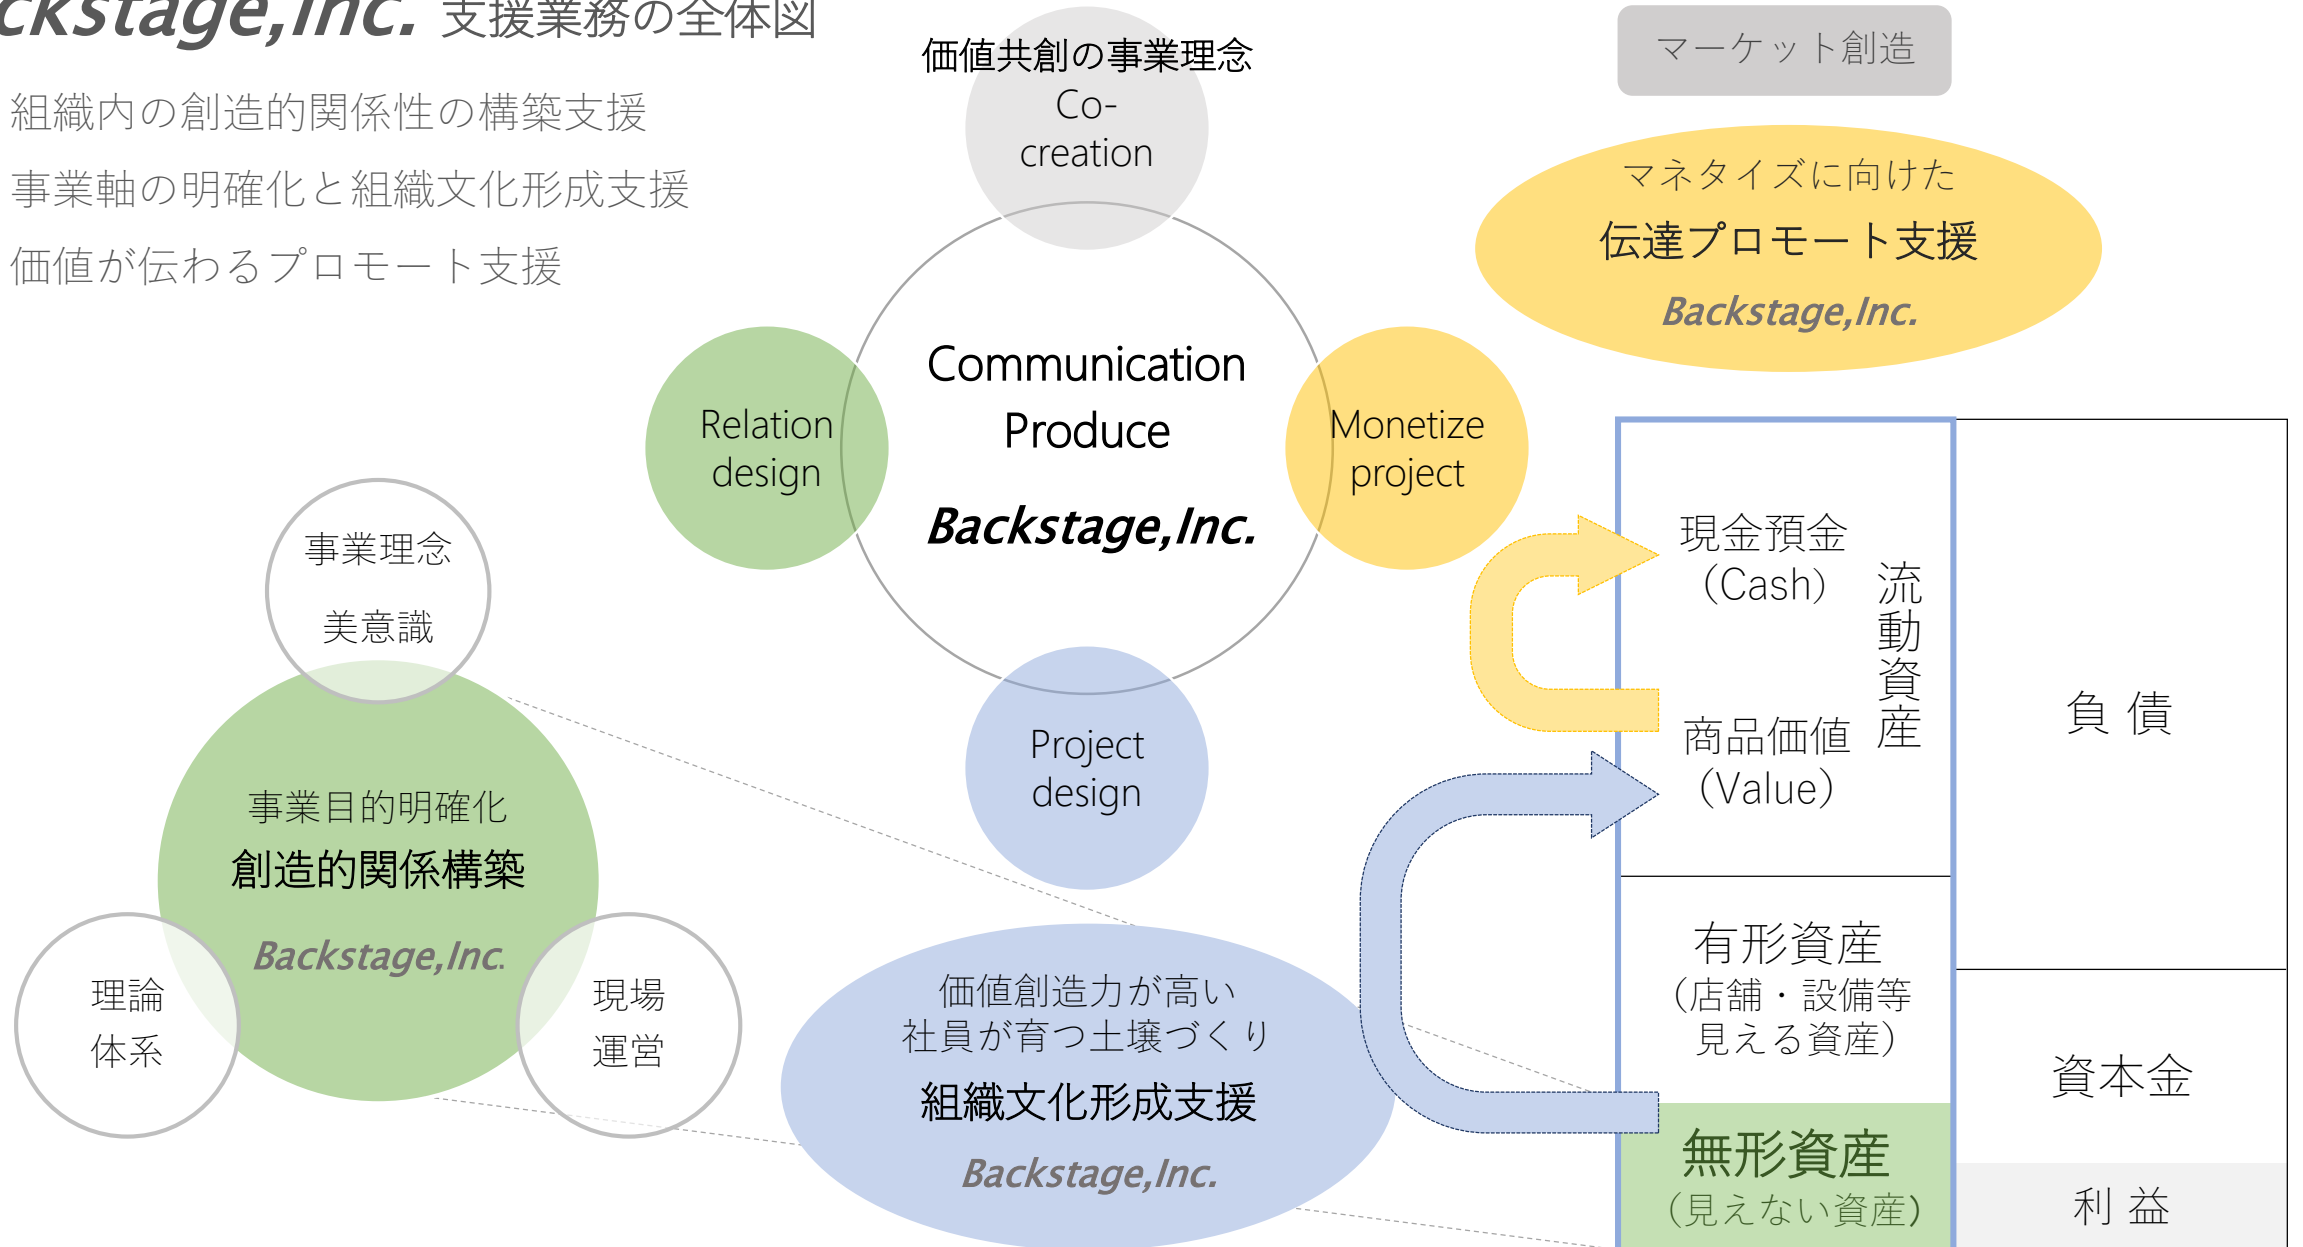 ckstage,Inc. 支援業務の全体図
組織内の創造的関係性の構築支援
事業軸の明確化と組織文化形成支援
価値が伝わるプロモート支援
価値共創の事業理念
Co-
creation
Communication
Produce
Backstage,Inc.
Relation
design
Monetize
project
Project
design
マーケット創造
マネタイズに向けた
伝達プロモート支援
Backstage,Inc.
事業理念
美意識
事業目的明確化
創造的関係構築
Backstage,Inc.
理論
体系
現場
運営
価値創造力が高い
社員が育つ土壌づくり
組織文化形成支援
Backstage,Inc.
現金預金
（Cash）
流動資産
商品価値
（Value）
有形資産
（店舗・設備等
見える資産）
無形資産
（見えない資産）
負 債
資本金
利 益